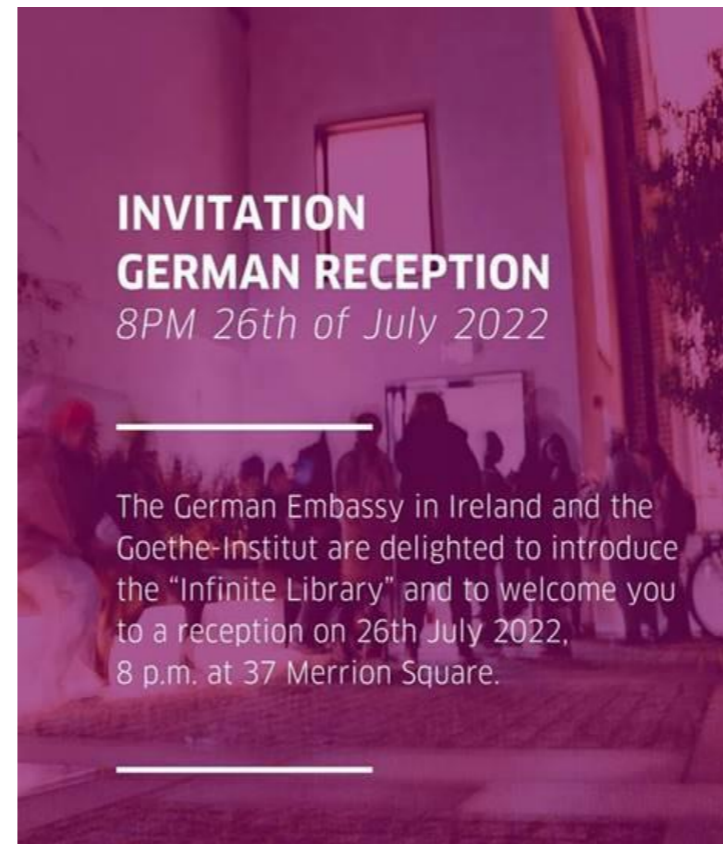 INVITATION
GERMAN RECEPTION
8PM 26th of July 2022
The German Embassy in Ireland and the
Goethe-Institut are delighted to introduce
the “Infinite Library” and to welcome you
to a reception on 26th July 2022,
8 p.m. at 37 Merrion Square.